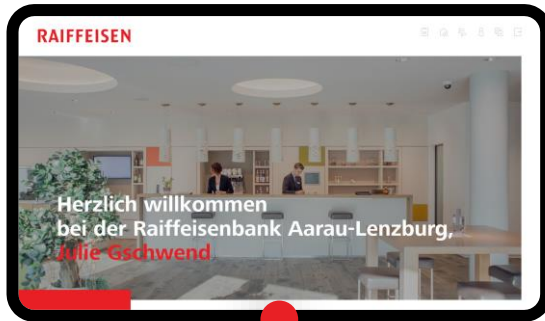 RAIFFEISEN
Herzlich willkommen
bei der Raiffeisenbank Aarau-Lenzburg,
Julie Gschwend